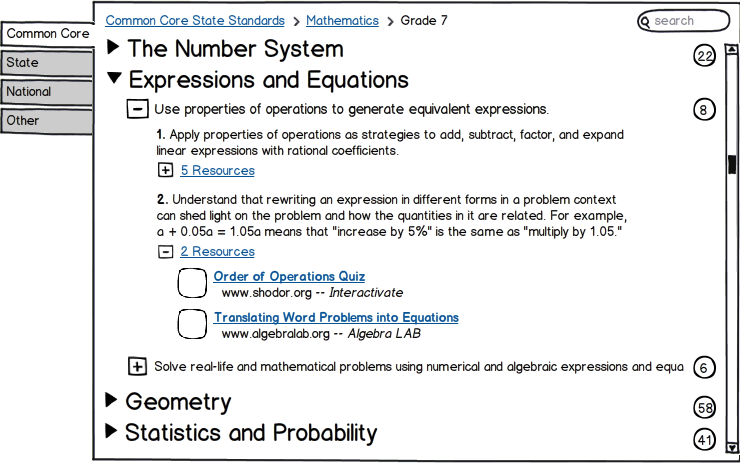 Common Core State Standards > Mathematics > Grade 7
search
Common Core
State
National
Other
The Number System
22
Expressions and Equations
Use properties of operations to generate equivalent expressions.
8
1. Apply properties of operations as strategies to add, subtract, factor, and expand
linear expressions with rational coefficients.
5 Resources
2. Understand that rewriting an expression in different forms in a problem context
can shed light on the problem and how the quantities in it are related. For example,
a + 0.05a = 1.05a means that "increase by 5%" is the same as "multiply by 1.05."
2 Resources
Order of Operations Quiz
www.shodor.org -- Interactivate
Translating Word Problems into Equations
www.algebralab.org -- Algebra LAB
Solve real-life and mathematical problems using numerical and algebraic expressions and equa
6
Geometry
58
Statistics and Probability
41